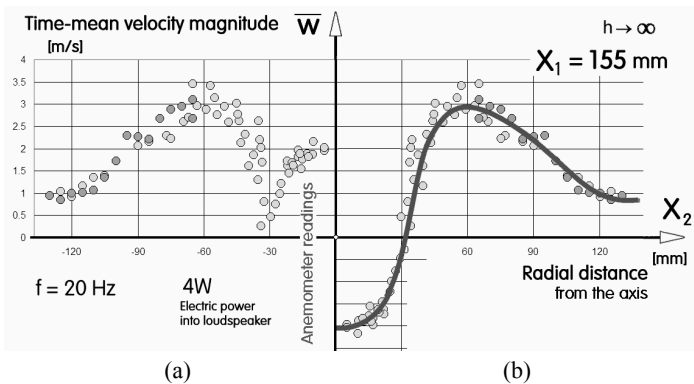 Time-mean velocity magnitude W
[m/s]
h → ∞
X1 = 155 mm
4
3.5
3
2.5
2
1.5
1
0.5
0
-120 -90 -60 -30 60 90 120
X2
[mm]
Anemometer readings
f = 20 Hz
4W
Electric power
into loudspeaker
Radial distance
from the axis
(a) (b)